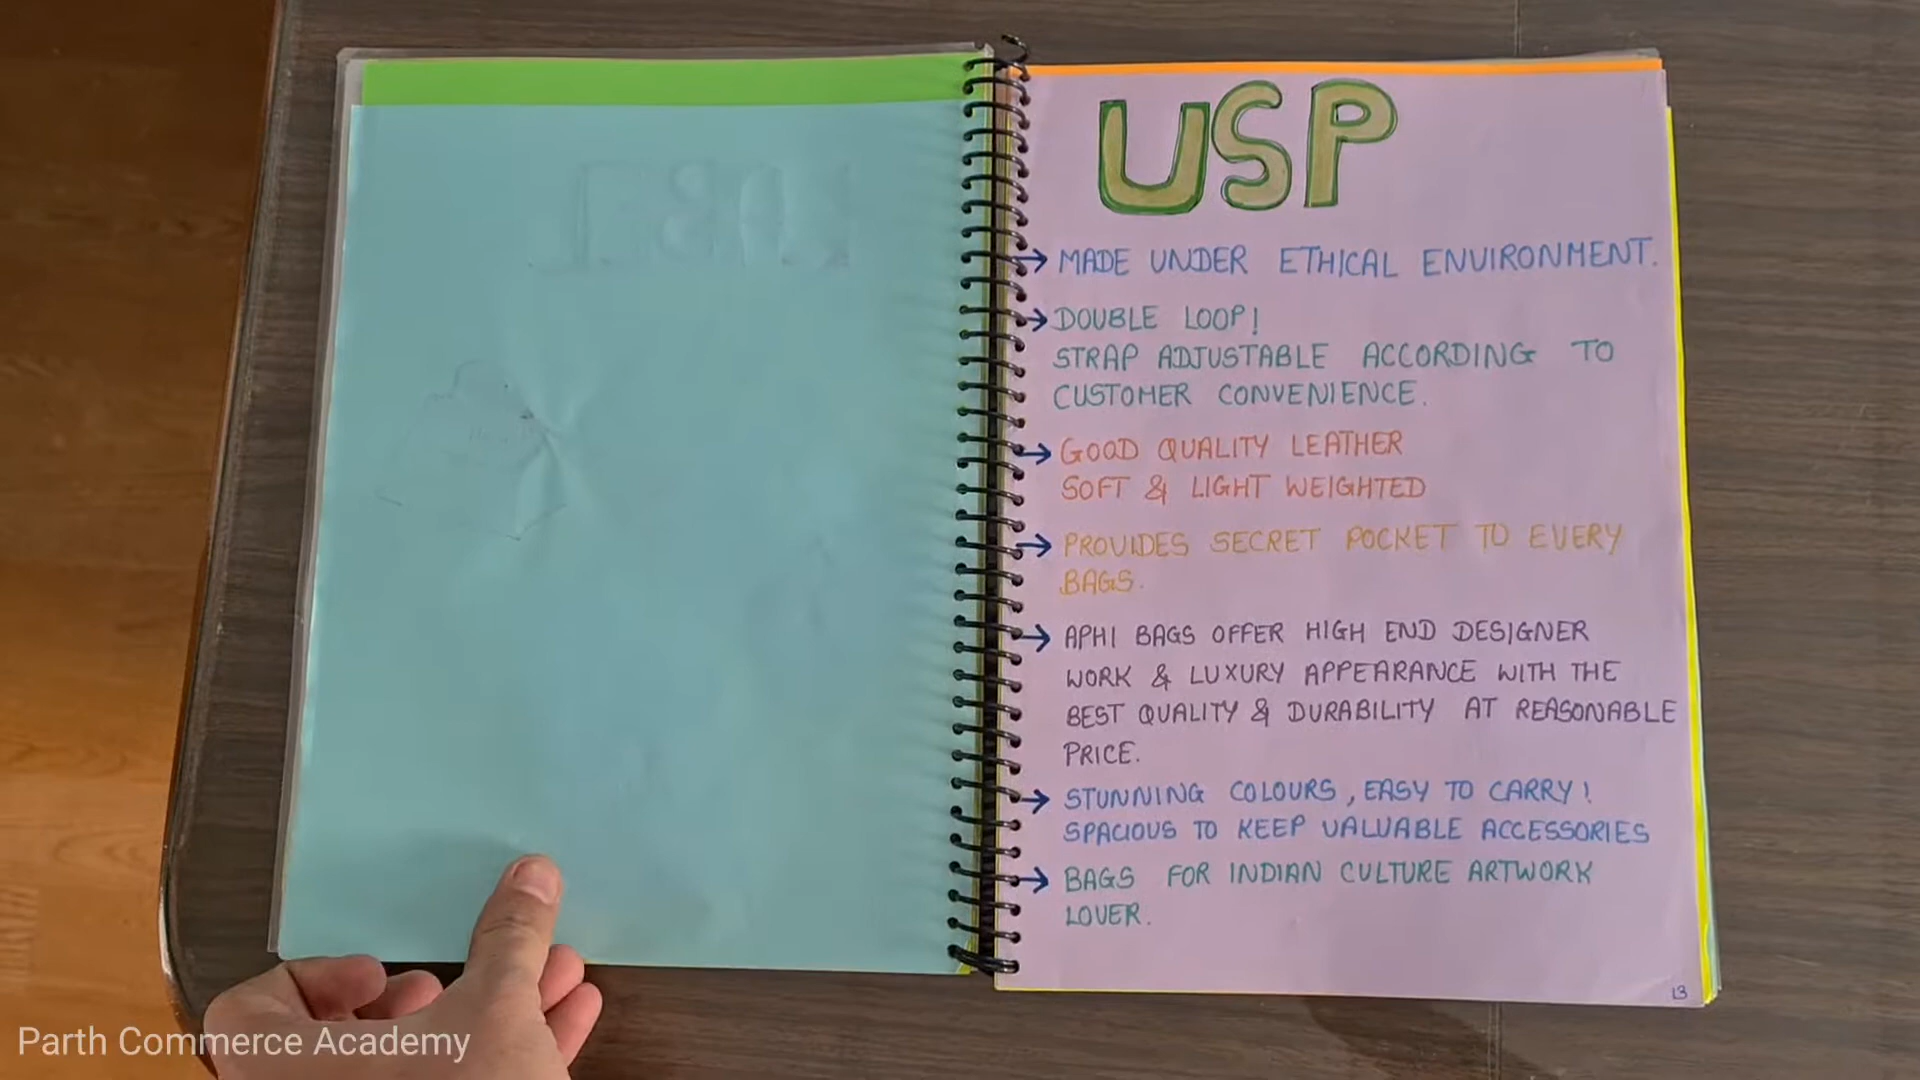 USP
→ MADE UNDER ETHICAL ENVIRONMENT.
→ DOUBLE LOOP!
STRAP ADJUSTABLE ACCORDING TO
CUSTOMER CONVENIENCE.
→ GOOD QUALITY LEATHER
SOFT & LIGHT WEIGHTED
→ PROVIDES SECRET POCKET TO EVERY
BAGS.
→ APHI BAGS OFFER HIGH END DESIGNER
WORK & LUXURY APPEARANCE WITH THE
BEST QUALITY & DURABILITY AT REASONABLE
PRICE.
→ STUNNING COLOURS, EASY TO CARRY!
SPACIOUS TO KEEP VALUABLE ACCESSORIES
→ BAGS FOR INDIAN CULTURE ARTWORK
LOVER.
13
Parth Commerce Academy